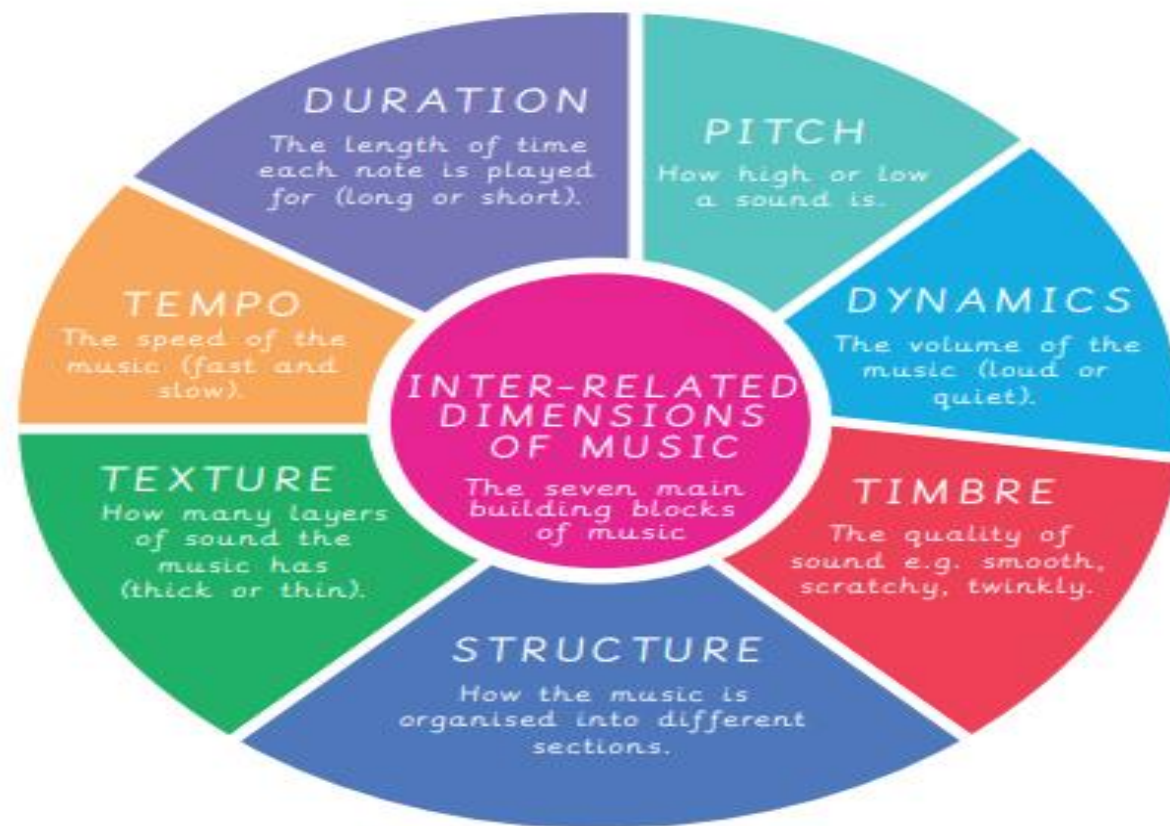 DURATION
The length of time
each note is played
for (long or short).
PITCH
How high or low
a sound is.
DYNAMICS
The volume of the
music (loud or
quiet).
TIMBRE
The quality of
sound e.g. smooth,
scratchy, twinkly.
STRUCTURE
How the music is
organised into different
sections.
TEXTURE
How many layers
of sound the
music has
(thick or thin).
TEMPO
The speed of the
music (fast and
slow).
INTER-RELATED
DIMENSIONS
OF MUSIC
The seven main
building blocks
of music